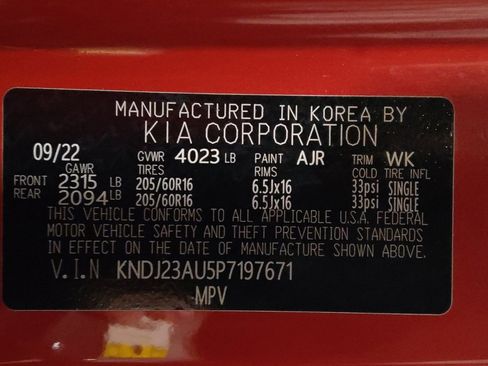 MANUFACTURED IN KOREA BY
KIA CORPORATION
09/22 GVWR 4023 LB PAINT AJR TRIM WK
GAWR TIRES RIMS COLD TIRE INFL
FRONT 2315 LB 205/60R16 6.5Jx16 33psi SINGLE
REAR 2094 LB 205/60R16 6.5Jx16 33psi SINGLE
THIS VEHICLE CONFORMS TO ALL APPLICABLE U.S.A. FEDERAL
MOTOR VEHICLE SAFETY AND THEFT PREVENTION STANDARDS
IN EFFECT ON THE DATE OF MANUFACTURE SHOWN ABOVE.
V.I.N KNDJ23AU5P7197671
MPV